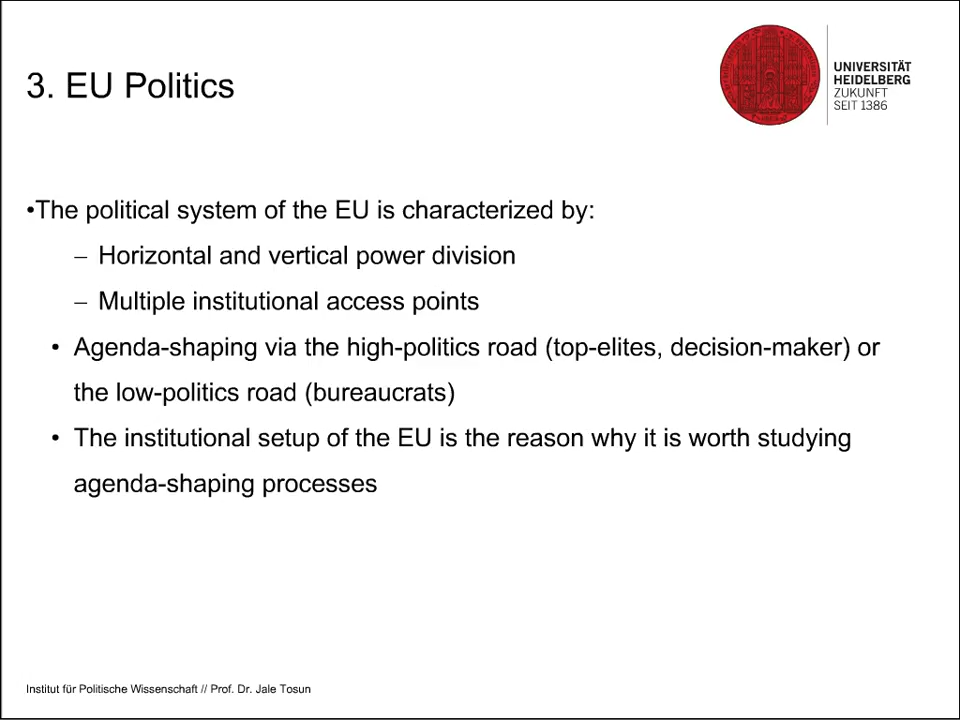 3. EU Politics
UNIVERSITÄT
HEIDELBERG
ZUKUNFT
SEIT 1386
•The political system of the EU is characterized by:
– Horizontal and vertical power division
– Multiple institutional access points
• Agenda-shaping via the high-politics road (top-elites, decision-maker) or
the low-politics road (bureaucrats)
• The institutional setup of the EU is the reason why it is worth studying
agenda-shaping processes
Institut für Politische Wissenschaft // Prof. Dr. Jale Tosun